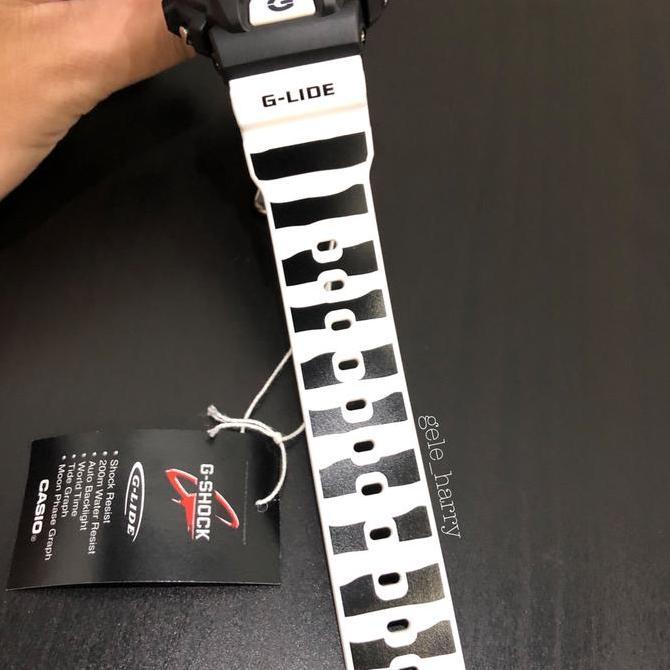 G
G-LIDE
gele_harry
G-SHOCK
G-LIDE
• Shock Resist
• 200m Water Resist
• Auto Backlight
• World Time
• Tide Graph
• Moon Phase Graph
CASIO®